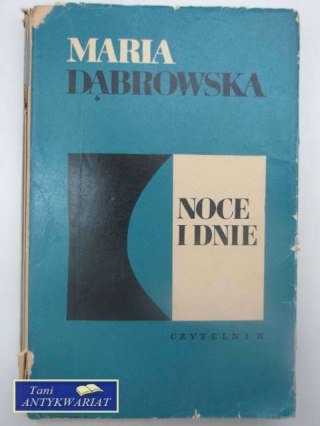 MARIA
DĄBROWSKA
NOCE
I DNIE
CZYTELNIK
Tani
ANTYKWARIAT